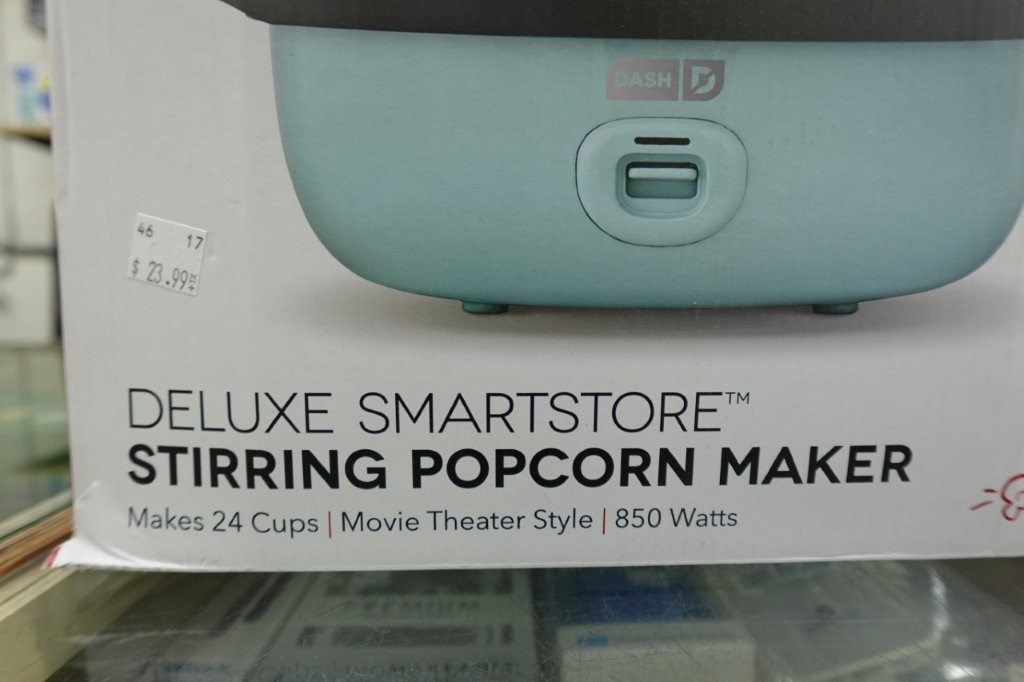 DASH D
46 17
$ 23.99
DELUXE SMARTSTORE™
STIRRING POPCORN MAKER
Makes 24 Cups | Movie Theater Style | 850 Watts